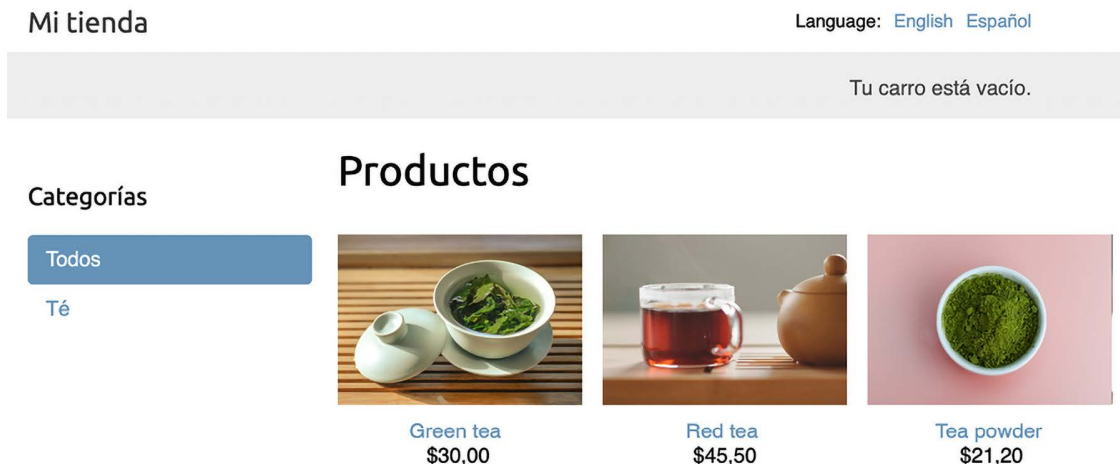 Mi tienda
Language: English Español
Tu carro está vacío.
Categorías
Todos
Té
Productos
Green tea
$30,00
Red tea
$45,50
Tea powder
$21,20